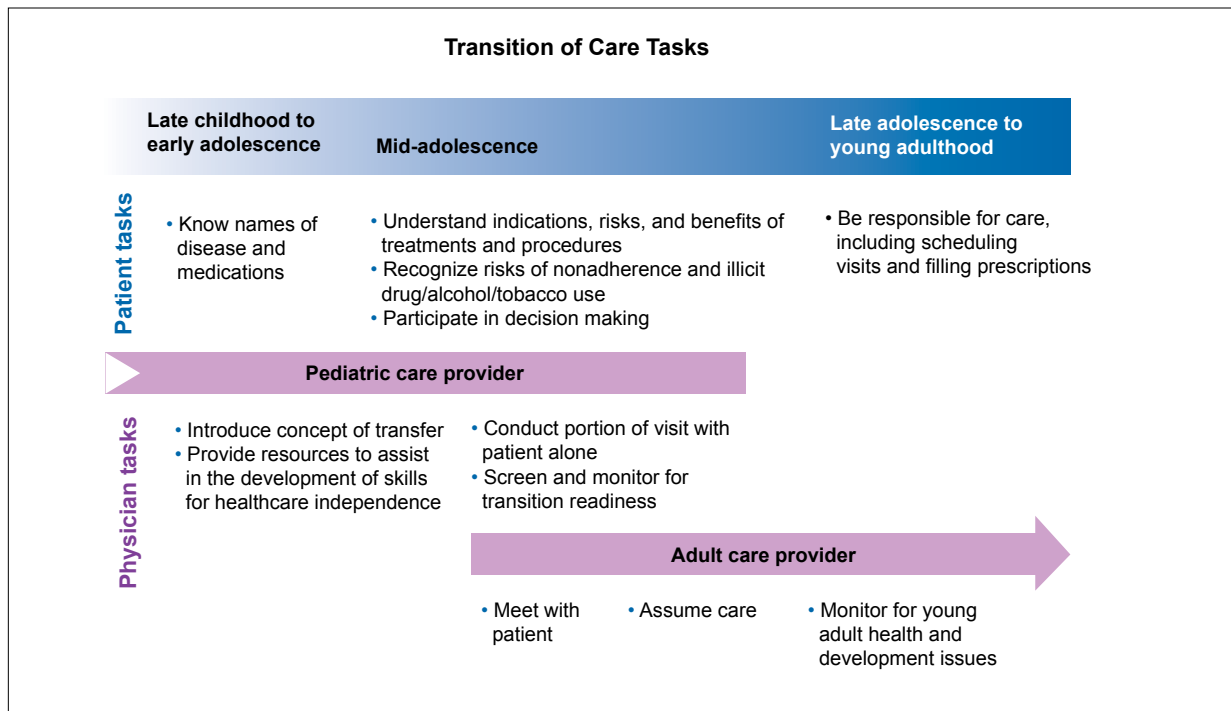 Transition of Care Tasks
Late childhood to
early adolescence
Mid-adolescence
Late adolescence to
young adulthood
Patient tasks
• Know names of
disease and
medications
• Understand indications, risks, and benefits of
treatments and procedures
• Recognize risks of nonadherence and illicit
drug/alcohol/tobacco use
• Participate in decision making
• Be responsible for care,
including scheduling
visits and filling prescriptions
Pediatric care provider
Physician tasks
• Introduce concept of transfer
• Provide resources to assist
in the development of skills
for healthcare independence
• Conduct portion of visit with
patient alone
• Screen and monitor for
transition readiness
Adult care provider
• Meet with
patient
• Assume care
• Monitor for young
adult health and
development issues